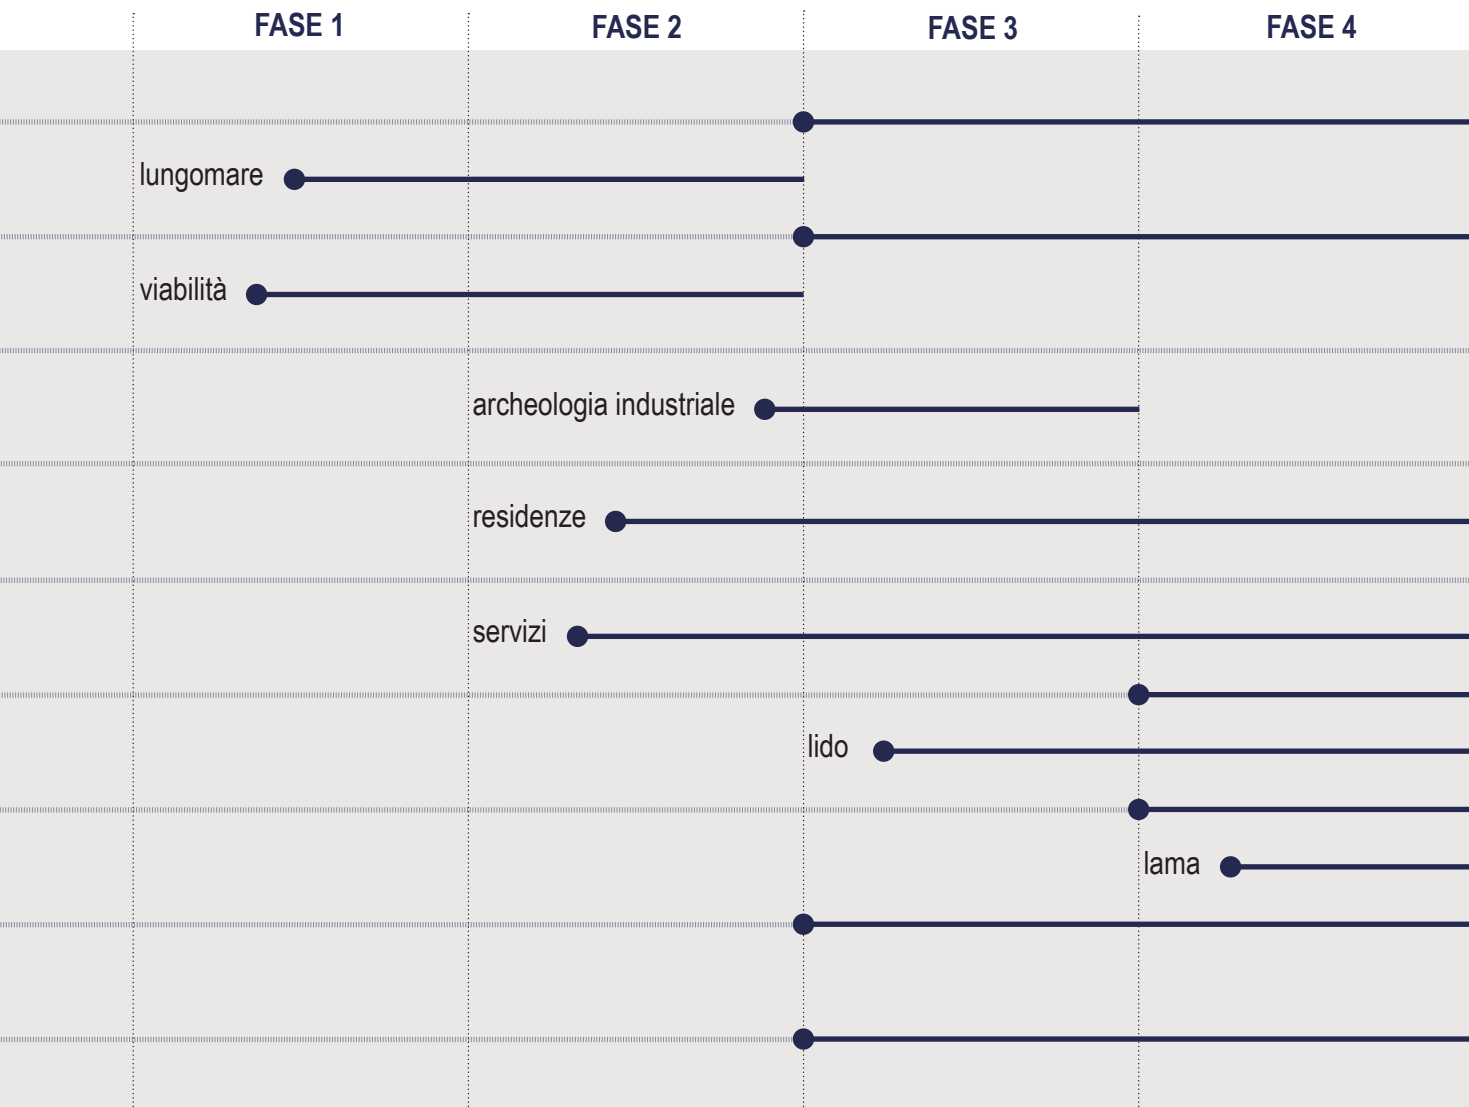 FASE 1
FASE 2
FASE 3
FASE 4
lungomare
viabilità
archeologia industriale
residenze
servizi
lido
lama